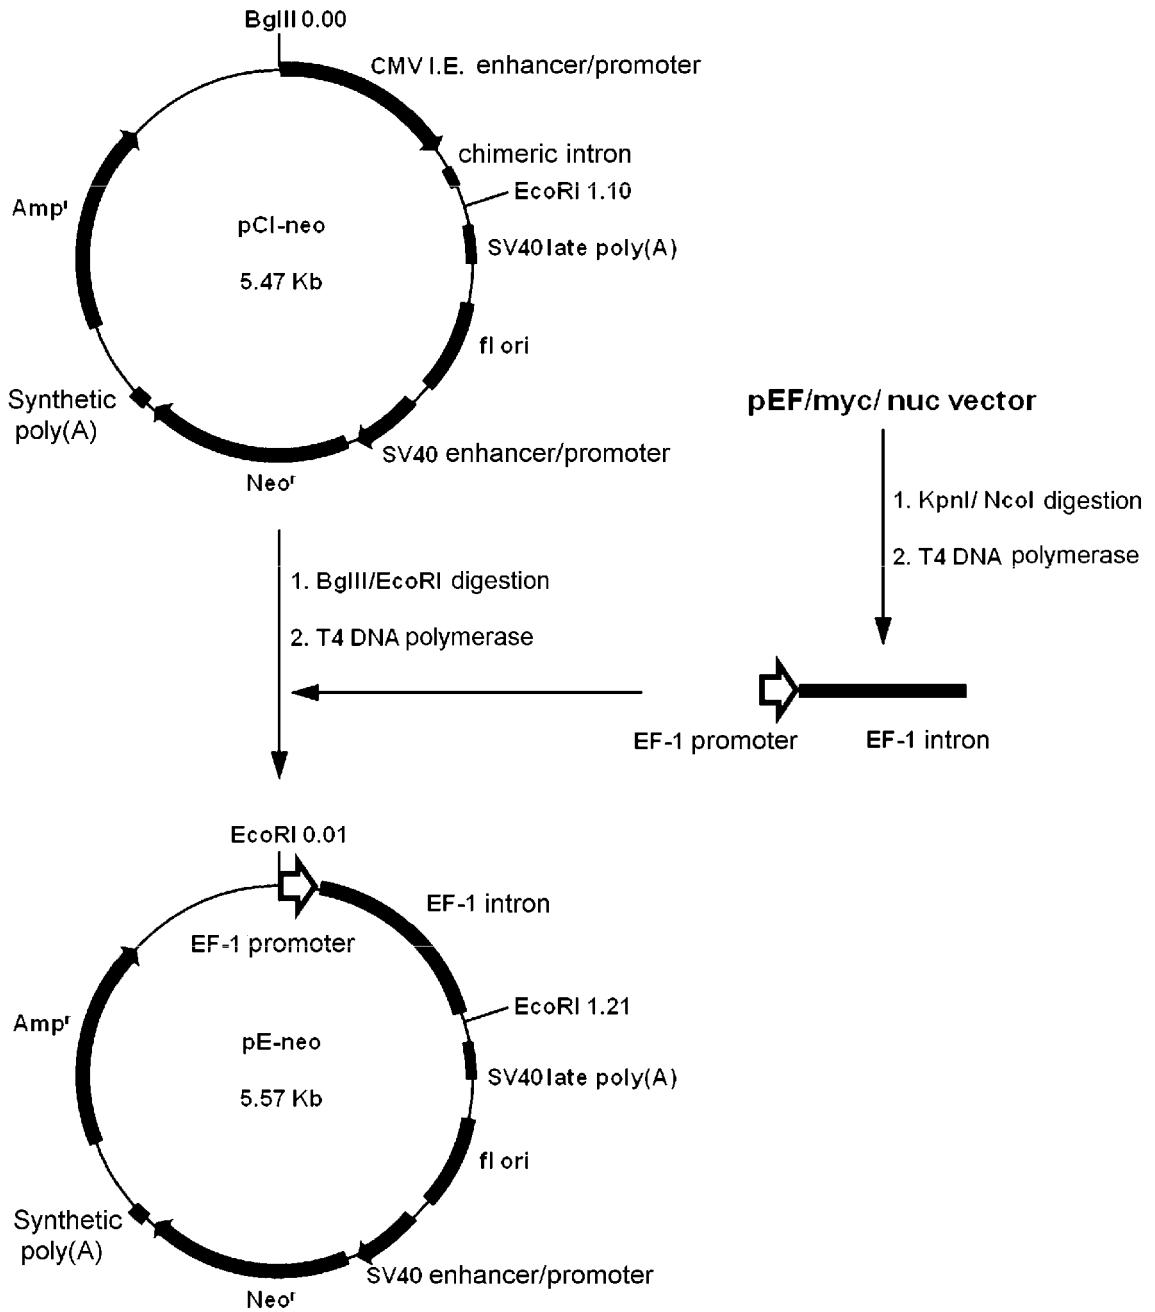 BglII 0.00
CMV I.E. enhancer/promoter
chimeric intron
EcoRI 1.10
Ampʳ
pCI-neo
SV40 late poly(A)
5.47 Kb
fI ori
Synthetic
poly(A)
SV40 enhancer/promoter
Neoʳ
pEF/myc/ nuc vector
1. KpnI/ NcoI digestion
2. T4 DNA polymerase
1. BglII/EcoRI digestion
2. T4 DNA polymerase
EF-1 promoter
EF-1 intron
EcoRI 0.01
EF-1 intron
EF-1 promoter
EcoRI 1.21
Ampʳ
pE-neo
SV40 late poly(A)
5.57 Kb
fI ori
Synthetic
poly(A)
SV40 enhancer/promoter
Neoʳ